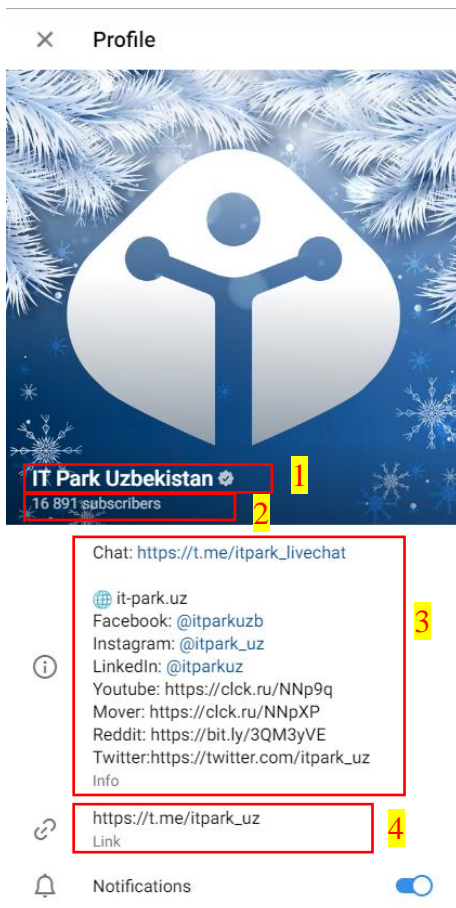 Profile
IT Park Uzbekistan
1
16 891 subscribers
2
Chat: https://t.me/itpark_livechat
it-park.uz
Facebook: @itparkuzb
Instagram: @itpark_uz
3
LinkedIn: @itparkuz
Youtube: https://clck.ru/NNp9q
Mover: https://clck.ru/NNpXP
Reddit: https://bit.ly/3QM3yVE
Twitter:https://twitter.com/itpark_uz
Info
https://t.me/itpark_uz
4
Link
Notifications